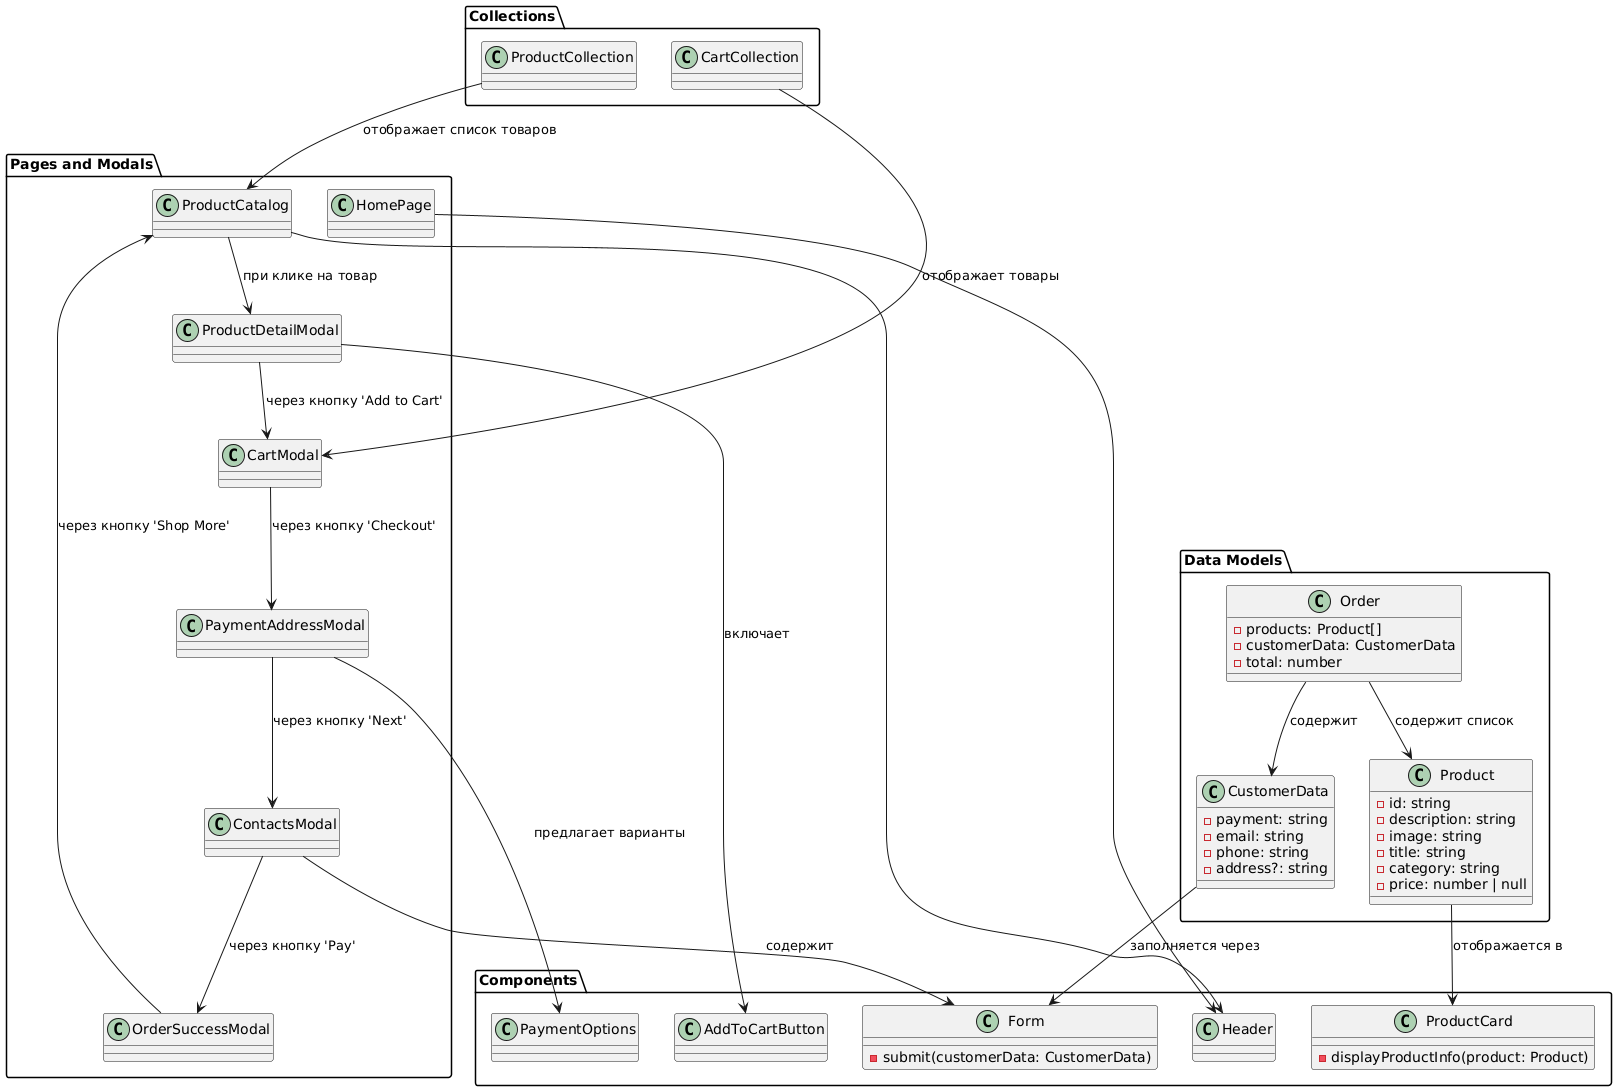 Collections
C ProductCollection
C CartCollection
отображает список товаров
Pages and Modals
C ProductCatalog
C HomePage
при клике на товар
отображает товары
C ProductDetailModal
через кнопку 'Add to Cart'
C CartModal
через кнопку 'Shop More'
через кнопку 'Checkout'
C PaymentAddressModal
включает
через кнопку 'Next'
предлагает варианты
C ContactsModal
через кнопку 'Pay'
содержит
C OrderSuccessModal
Data Models
C Order
products: Product[]
customerData: CustomerData
total: number
содержит
содержит список
C CustomerData
payment: string
email: string
phone: string
address?: string
C Product
id: string
description: string
image: string
title: string
category: string
price: number | null
заполняется через
отображается в
Components
C PaymentOptions
C AddToCartButton
C Form
submit(customerData: CustomerData)
C Header
C ProductCard
displayProductInfo(product: Product)